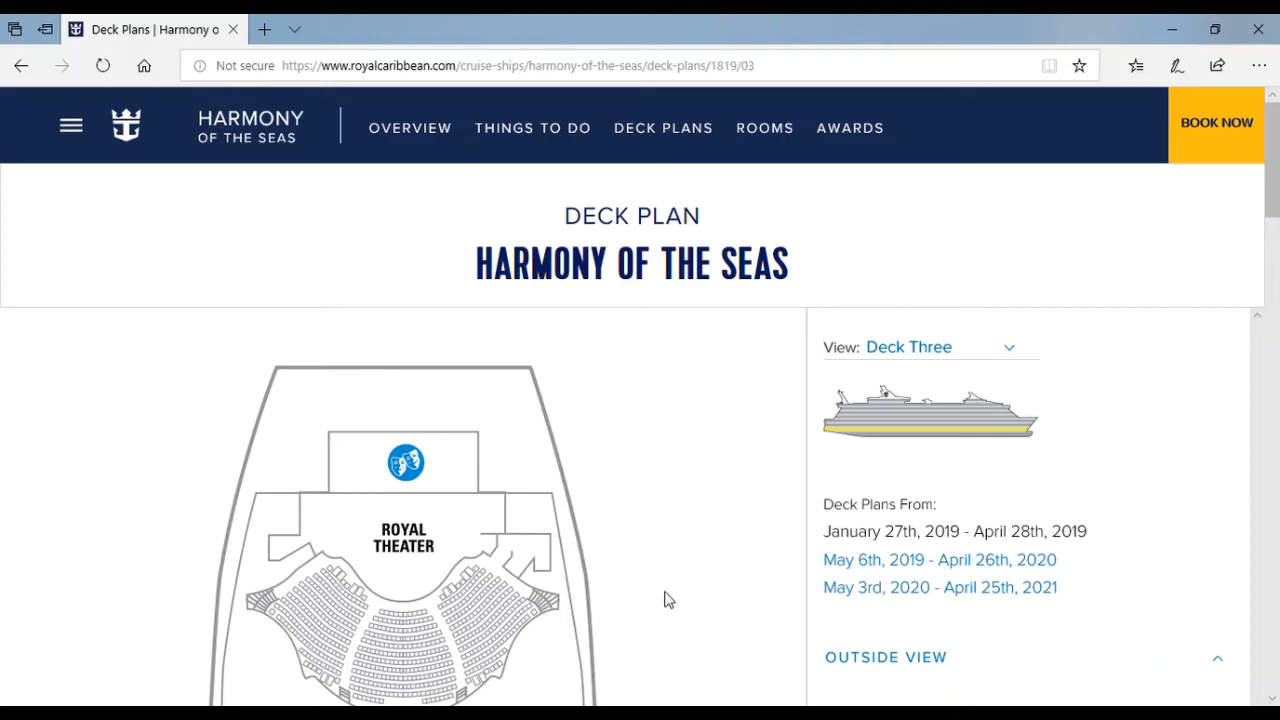 Deck Plans | Harmony o
Not secure https://www.royalcaribbean.com/cruise-ships/harmony-of-the-seas/deck-plans/1819/03
HARMONY
OF THE SEAS
OVERVIEW THINGS TO DO DECK PLANS ROOMS AWARDS
BOOK NOW
DECK PLAN
HARMONY OF THE SEAS
ROYAL
THEATER
View: Deck Three
Deck Plans From:
January 27th, 2019 - April 28th, 2019
May 6th, 2019 - April 26th, 2020
May 3rd, 2020 - April 25th, 2021
OUTSIDE VIEW